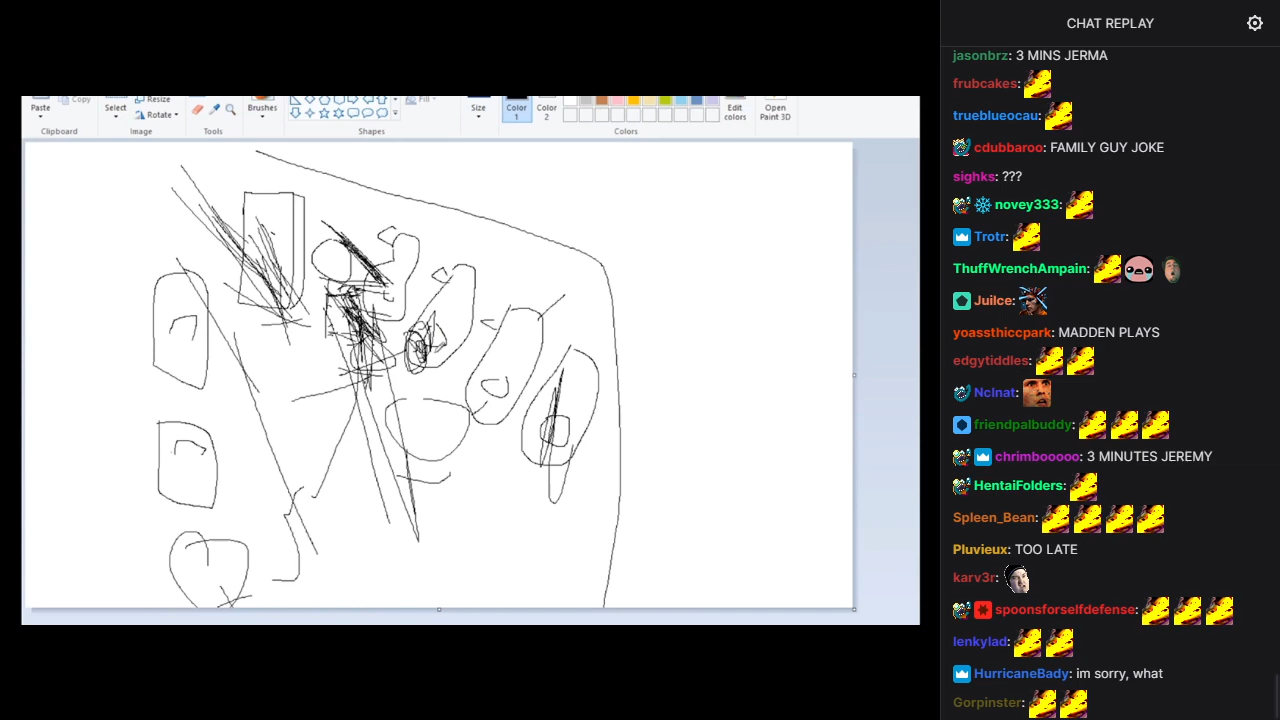 CHAT REPLAY
jasonbrz: 3 MINS JERMA
frubcakes:
trueblueocau:
cdubbaroo: FAMILY GUY JOKE
sighks: ???
novey333:
Trotr:
ThuffWrenchAmpain:
Juilce:
yoassthiccpark: MADDEN PLAYS
edgytiddles:
NcInat:
friendpalbuddy:
chrimbooooo: 3 MINUTES JEREMY
HentaiFolders:
Spleen_Bean:
Pluvieux: TOO LATE
karv3r:
spoonsforselfdefense:
lenkylad:
HurricaneBady: im sorry, what
Gorpinster:
Paste
Copy
Clipboard
Select
Resize
Rotate
Image
Tools
Brushes
Shapes
Fill
Size
Color
1
Color
2
Colors
Edit
colors
Open
Paint 3D